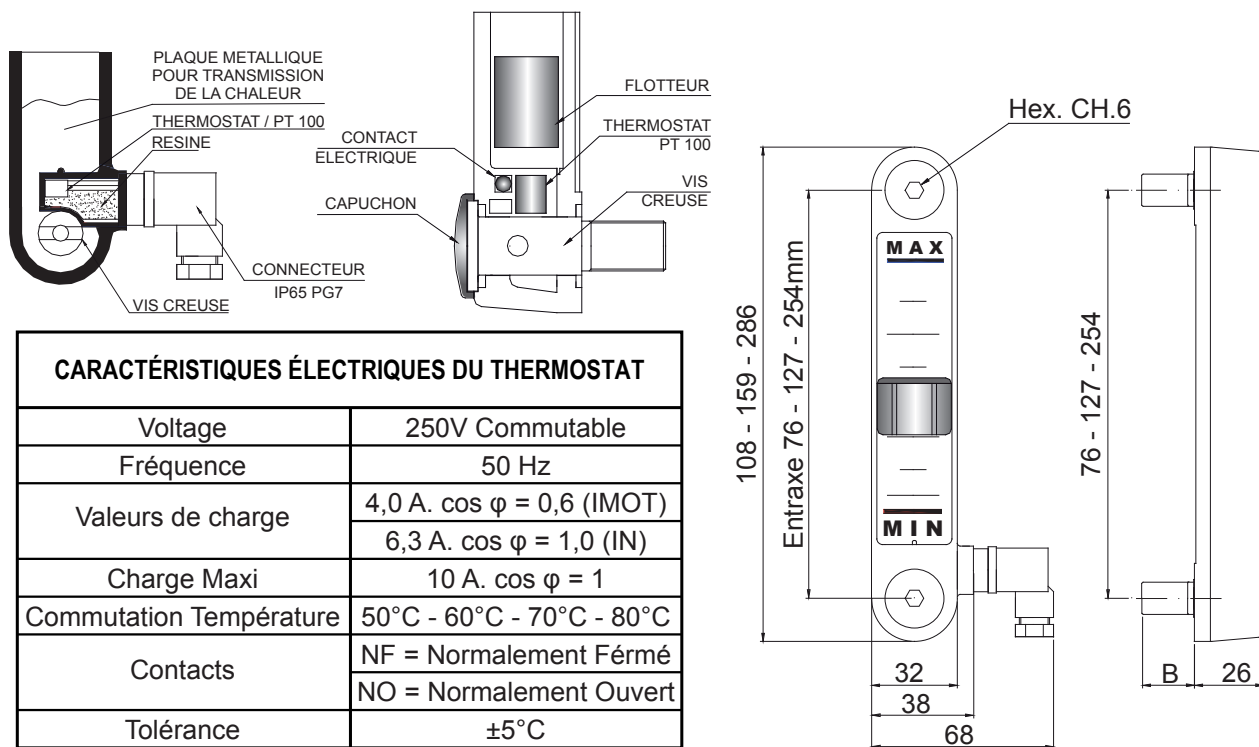 PLAQUE METALLIQUE
POUR TRANSMISSION
DE LA CHALEUR
THERMOSTAT / PT 100
RESINE
CONNECTEUR
IP65 PG7
VIS CREUSE
FLOTTEUR
THERMOSTAT
PT 100
CONTACT
ELECTRIQUE
VIS
CREUSE
CAPUCHON
CARACTÉRISTIQUES ÉLECTRIQUES DU THERMOSTAT
Voltage 250V Commutable
Fréquence 50 Hz
Valeurs de charge 4,0 A. cos φ = 0,6 (IMOT)
6,3 A. cos φ = 1,0 (IN)
Charge Maxi 10 A. cos φ = 1
Commutation Température 50°C - 60°C - 70°C - 80°C
Contacts NF = Normalement Férmé
NO = Normalement Ouvert
Tolérance ±5°C
Hex. CH.6
MAX
MIN
108 - 159 - 286
Entraxe 76 - 127 - 254mm
32
38
68
76 - 127 - 254
B
26